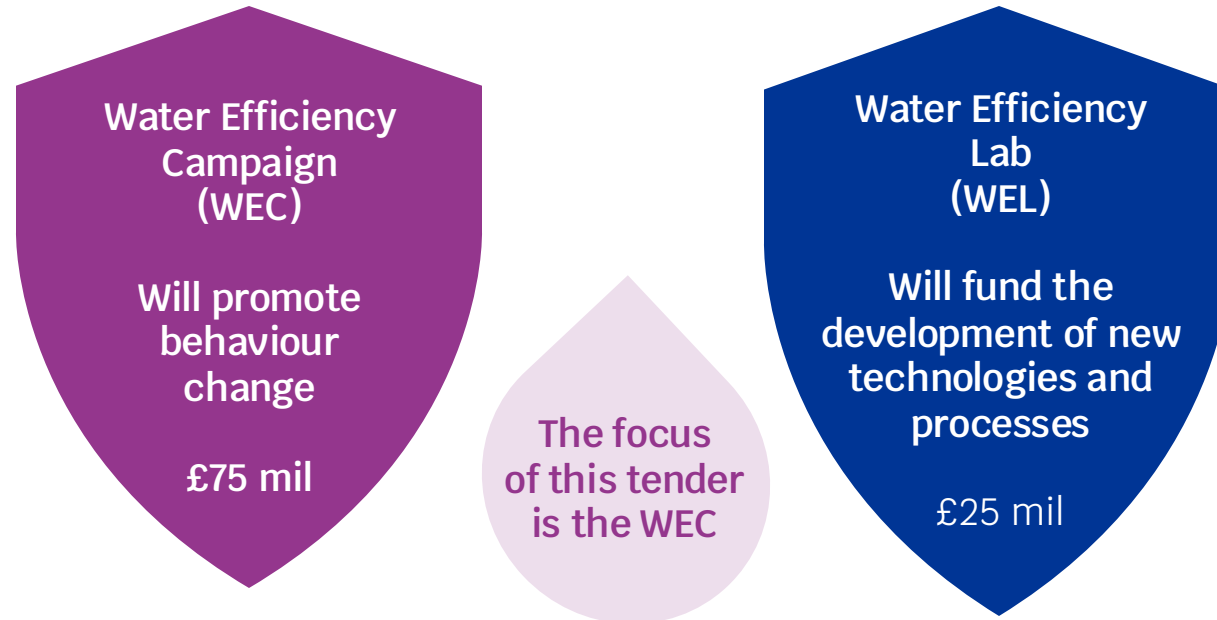 Water Efficiency
Campaign
(WEC)
Will promote
behaviour
change
£75 mil
The focus
of this tender
is the WEC
Water Efficiency
Lab
(WEL)
Will fund the
development of new
technologies and
processes
£25 mil